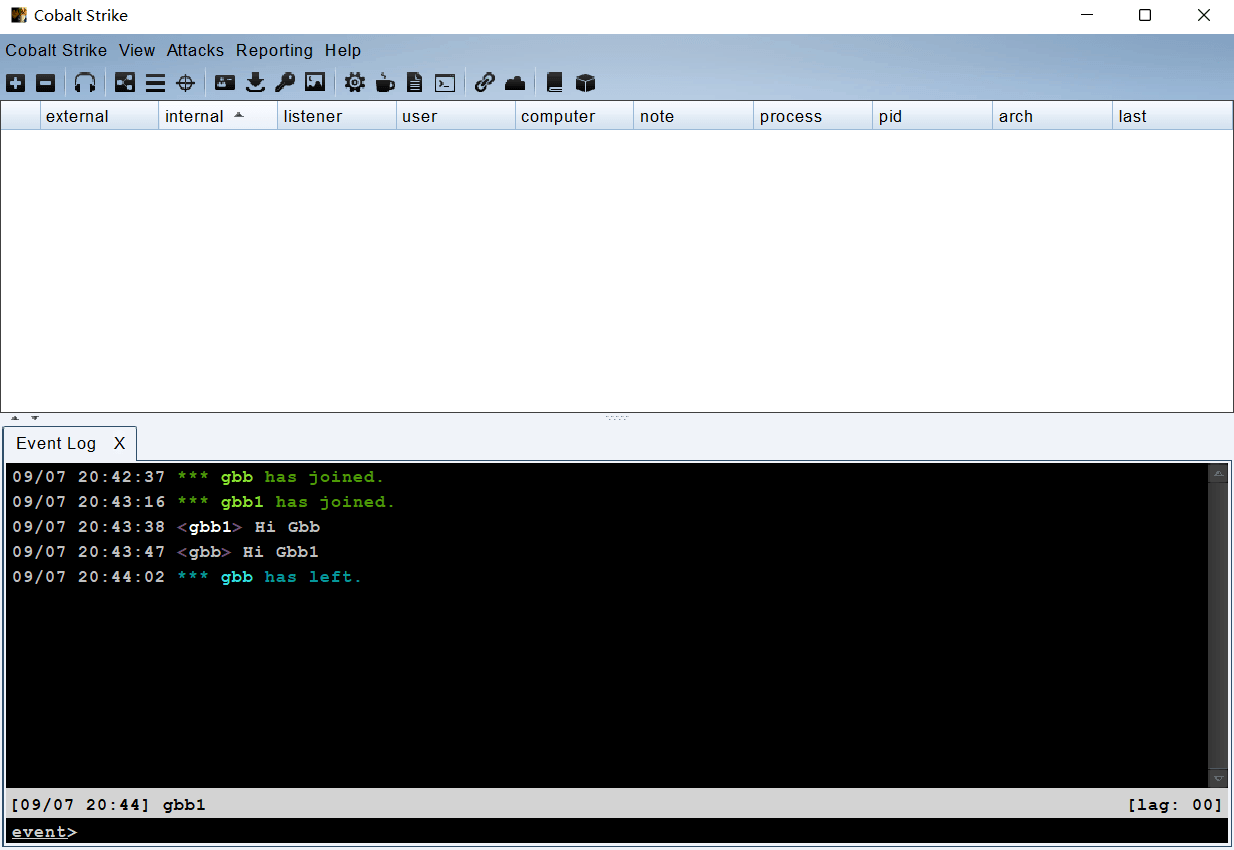 Cobalt Strike
Cobalt Strike View Attacks Reporting Help
external internal listener user computer note process pid arch last
Event Log X
09/07 20:42:37 *** gbb has joined.
09/07 20:43:16 *** gbb1 has joined.
09/07 20:43:38 <gbb1> Hi Gbb
09/07 20:43:47 <gbb> Hi Gbb1
09/07 20:44:02 *** gbb has left.
[09/07 20:44] gbb1 [lag: 00]
event>